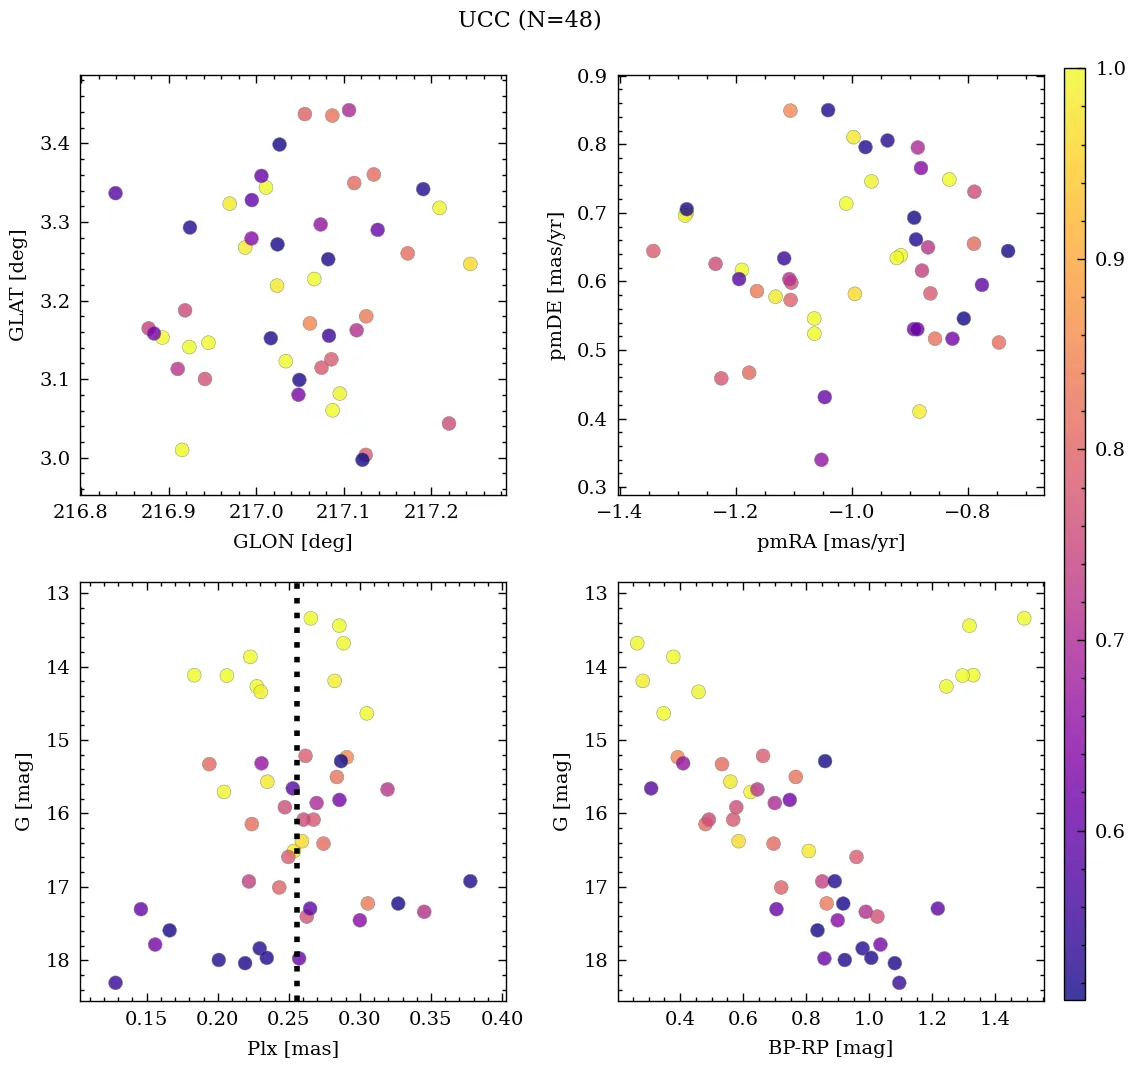 UCC (N=48)
3.4
3.3
3.2
3.1
3.0
GLAT [deg]
216.8 216.9 217.0 217.1 217.2
GLON [deg]
0.9
0.8
0.7
0.6
0.5
0.4
0.3
pmDE [mas/yr]
−1.4 −1.2 −1.0 −0.8
pmRA [mas/yr]
13
14
15
16
17
18
G [mag]
0.15 0.20 0.25 0.30 0.35 0.40
Plx [mas]
13
14
15
16
17
18
G [mag]
0.4 0.6 0.8 1.0 1.2 1.4
BP-RP [mag]
1.0
0.9
0.8
0.7
0.6